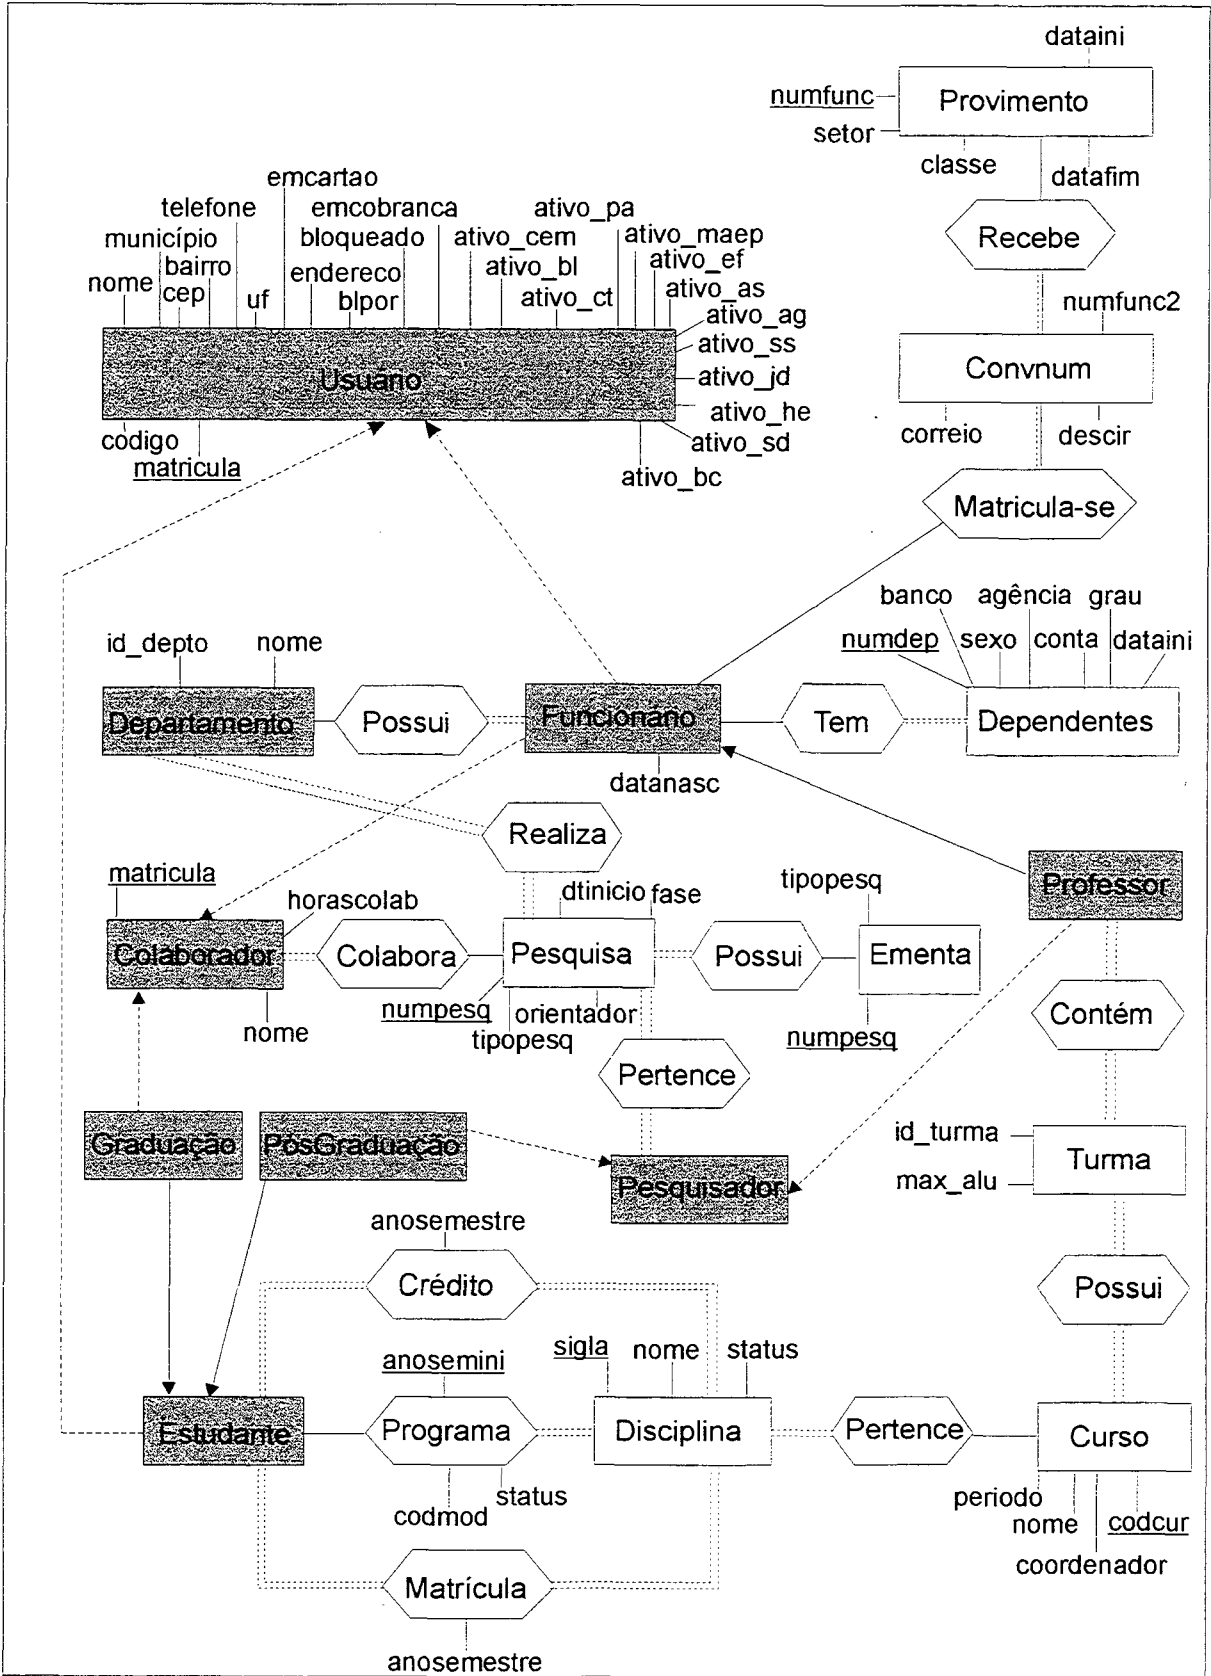 dataini
numfunc
Provimento
setor
classe
datafim
Recebe
emcartao
telefone
emcobranca
ativo_pa
município
bloqueado
ativo_cem
ativo_maep
bairro
endereco
ativo_bl
ativo_ef
nome
cep
uf
blpor
ativo_ct
ativo_as
ativo_ag
ativo_ss
ativo_jd
ativo_he
ativo_sd
ativo_bc
Usuário
código
matricula
numfunc2
Convnum
correio
descir
Matricula-se
banco
agência
grau
numdep
sexo
conta
dataini
id_depto
nome
Departamento
Possui
Funcionário
Tem
Dependentes
datanasc
Realiza
matricula
horascolab
dtinicio
fase
tipopesq
Professor
Colaborador
Colabora
Pesquisa
Possui
Ementa
nome
numpesq
orientador
tipopesq
numpesq
Contém
Pertence
Graduação
PósGraduação
Pesquisador
id_turma
Turma
max_alu
anosemestre
Crédito
Possui
anosemini
sigla
nome
status
Estudante
Programa
Disciplina
Pertence
Curso
codmod
status
periodo
nome
codcur
coordenador
Matrícula
anosemestre